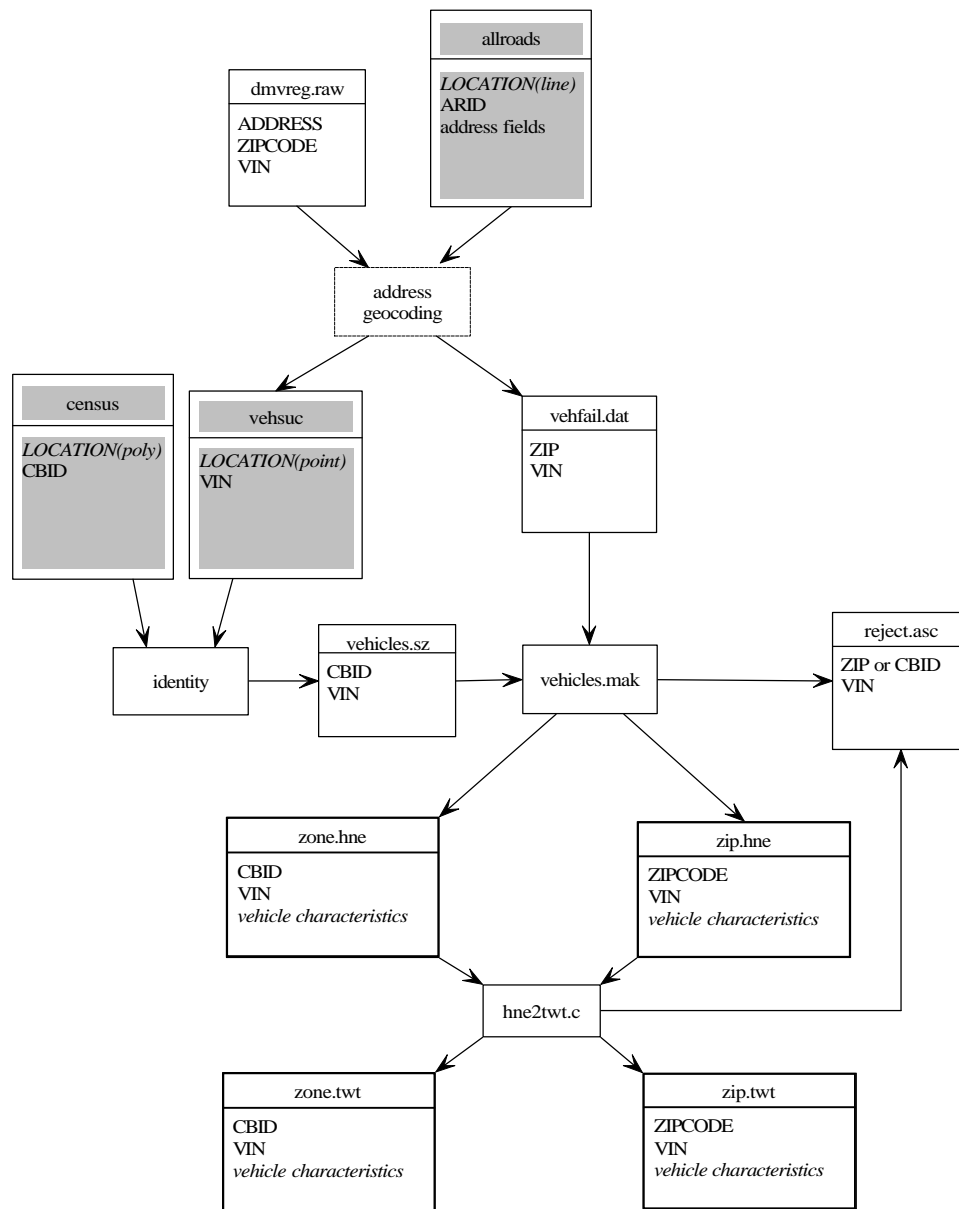 allroads
LOCATION(line)
ARID
address fields
dmvreg.raw
ADDRESS
ZIPCODE
VIN
address
geocoding
census
LOCATION(poly)
CBID
vehsuc
LOCATION(point)
VIN
vehfail.dat
ZIP
VIN
identity
vehicles.sz
CBID
VIN
vehicles.mak
reject.asc
ZIP or CBID
VIN
zone.hne
CBID
VIN
vehicle characteristics
zip.hne
ZIPCODE
VIN
vehicle characteristics
hne2twt.c
zone.twt
CBID
VIN
vehicle characteristics
zip.twt
ZIPCODE
VIN
vehicle characteristics